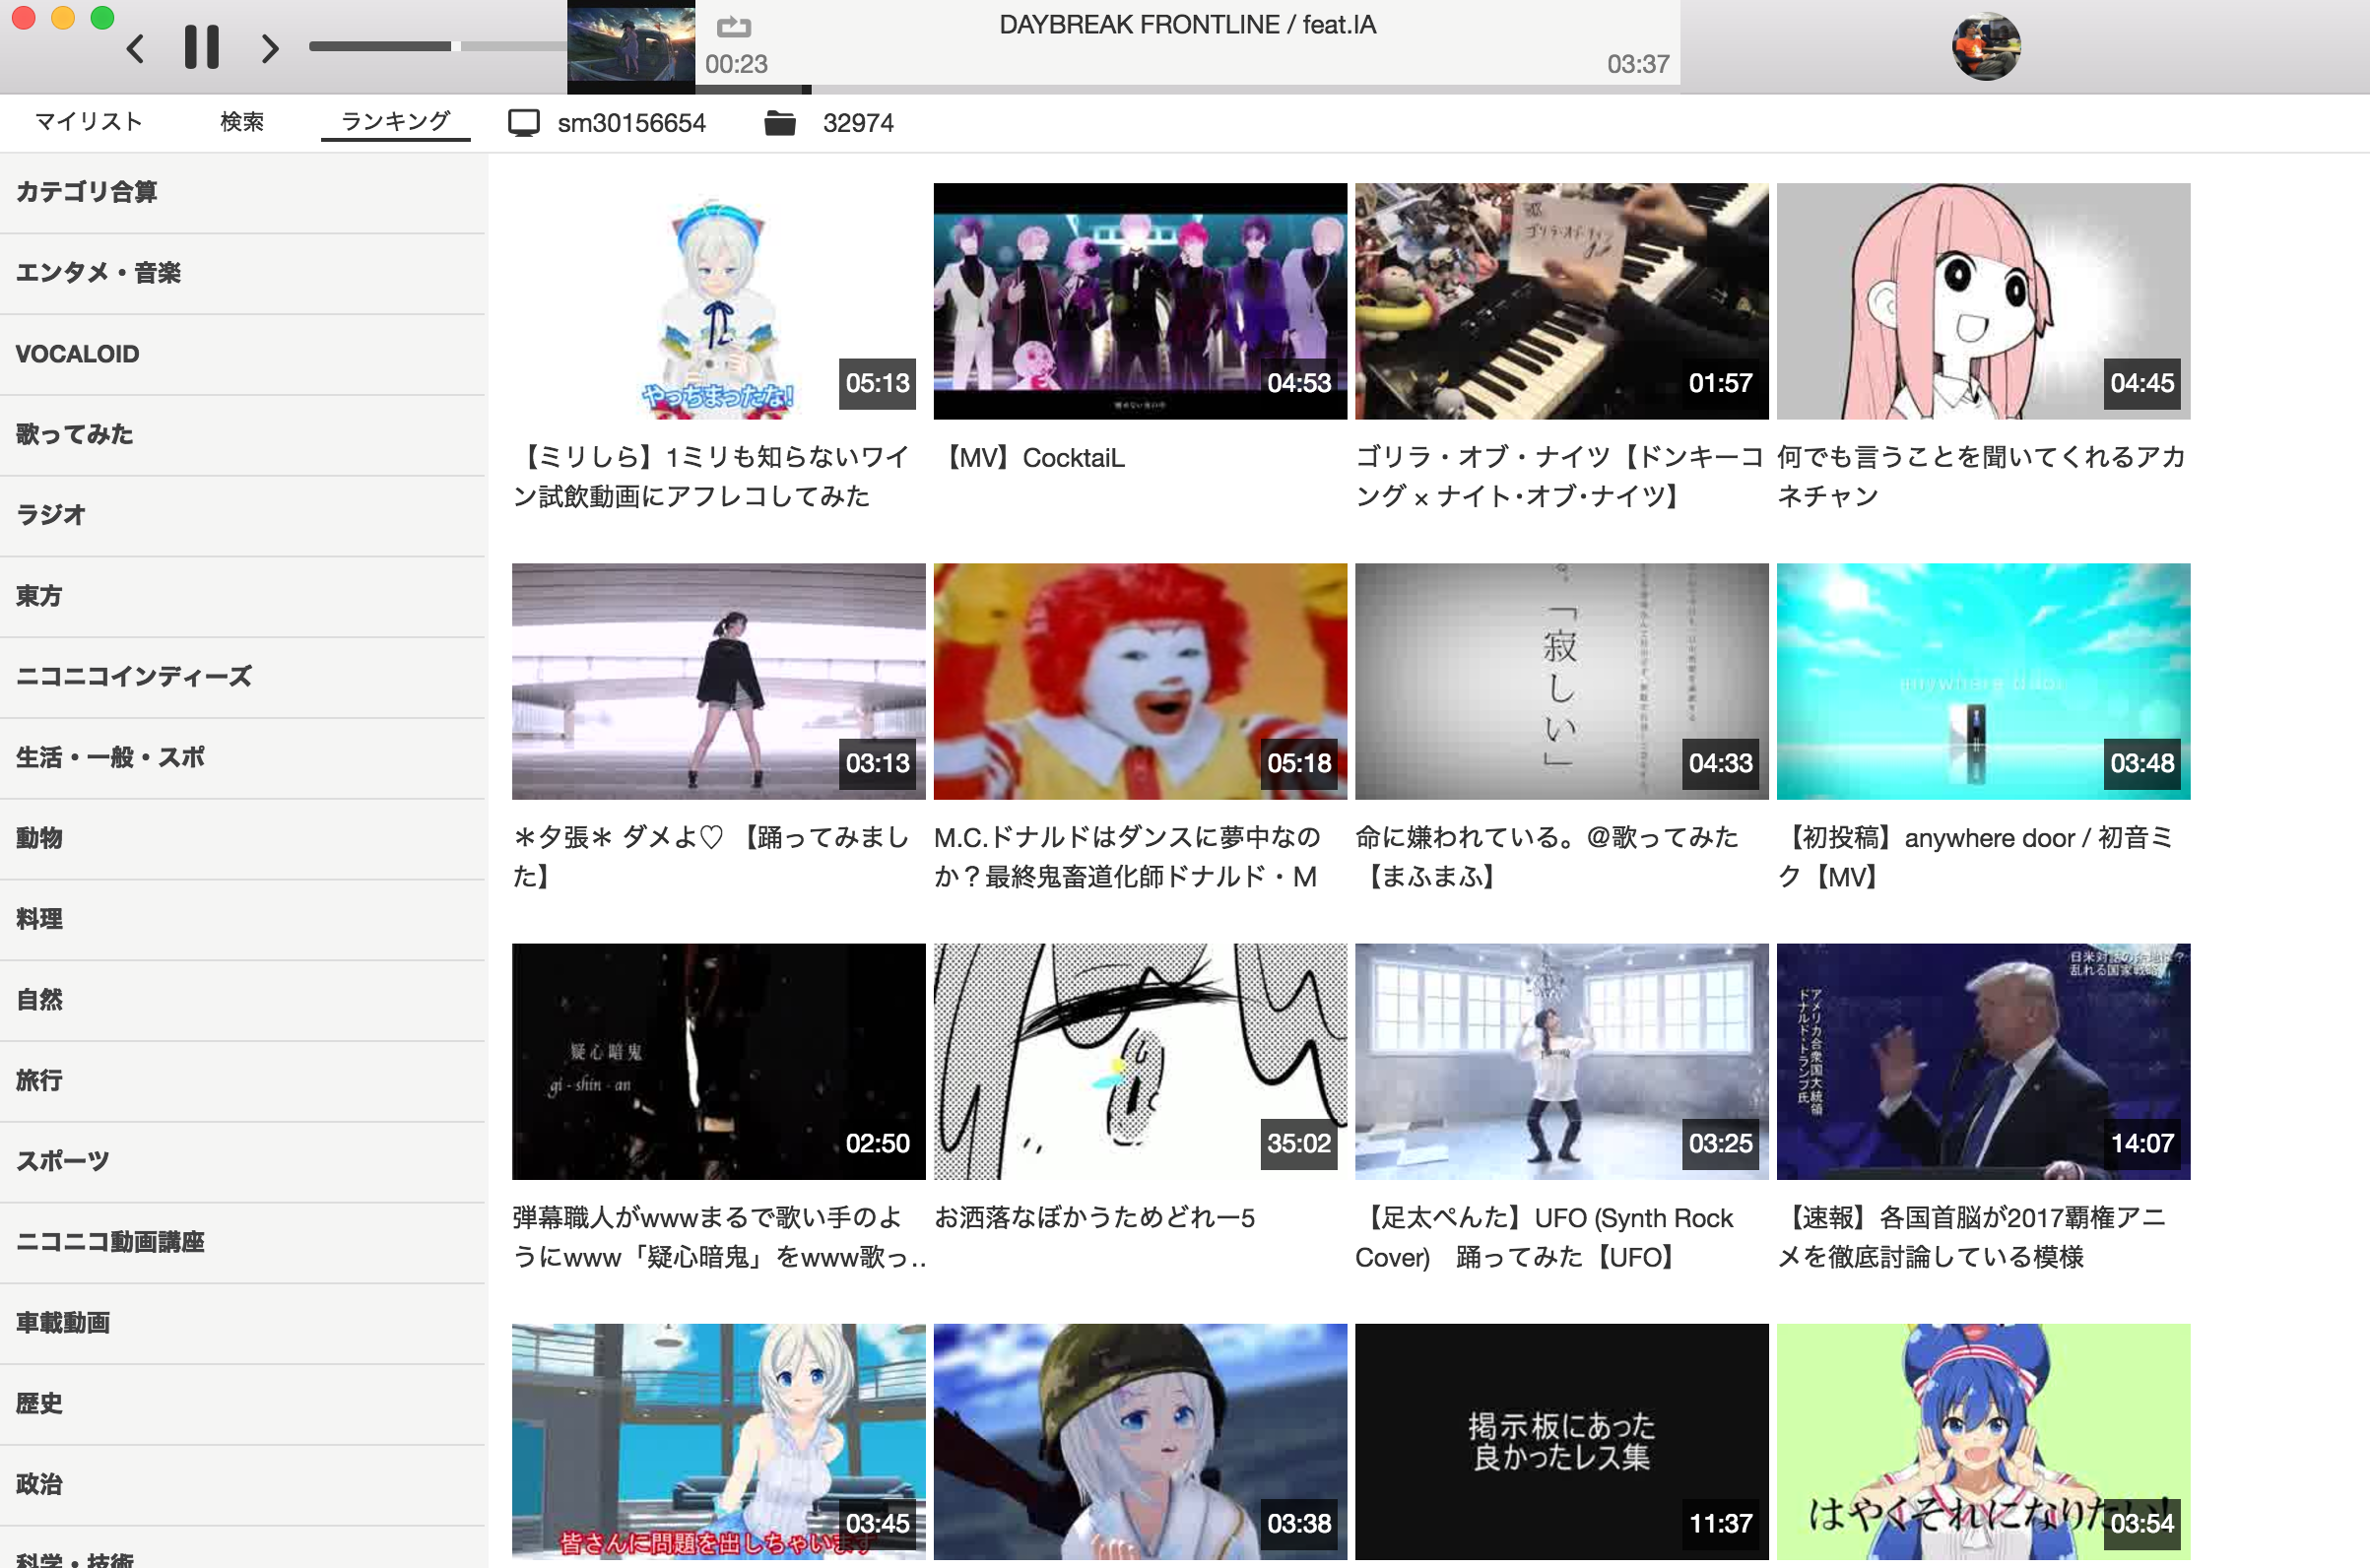 DAYBREAK FRONTLINE / feat.IA
00:23
03:37
マイリスト
検索
ランキング
sm30156654
32974
カテゴリ合算
エンタメ・音楽
VOCALOID
歌ってみた
ラジオ
東方
ニコニコインディーズ
生活・一般・スポ
動物
料理
自然
旅行
スポーツ
ニコニコ動画講座
車載動画
歴史
政治
科学・技術
やっちまったな!
05:13
【ミリしら】1ミリも知らないワイ
ン試飲動画にアフレコしてみた
04:53
【MV】CocktaiL
ゴリラ・オブ・ナイツ
01:57
ゴリラ・オブ・ナイツ【ドンキーコ
ング × ナイト・オブ・ナイツ】
04:45
何でも言うことを聞いてくれるアカ
ネチャン
03:13
＊夕張＊ ダメよ♡ 【踊ってみまし
た】
05:18
M.C.ドナルドはダンスに夢中なの
か？最終鬼畜道化師ドナルド・M
「寂しい」
04:33
命に嫌われている。@歌ってみた
【まふまふ】
anywhere door
03:48
【初投稿】anywhere door / 初音ミ
ク【MV】
疑心暗鬼
gi - shin - an
02:50
弾幕職人がwwwまるで歌い手のよ
うにwww「疑心暗鬼」をwww歌っ..
35:02
お洒落なぼかうためどれー5
03:25
【足太ぺんた】UFO (Synth Rock
Cover)　踊ってみた【UFO】
乱れる国家戦略
アメリカ合衆国大統領
ドナルド・トランプ氏
14:07
【速報】各国首脳が2017覇権アニ
メを徹底討論している模様
皆さんに問題を出しちゃいます
03:45
03:38
掲示板にあった
良かったレス集
11:37
はやくそれになりたい!
03:54